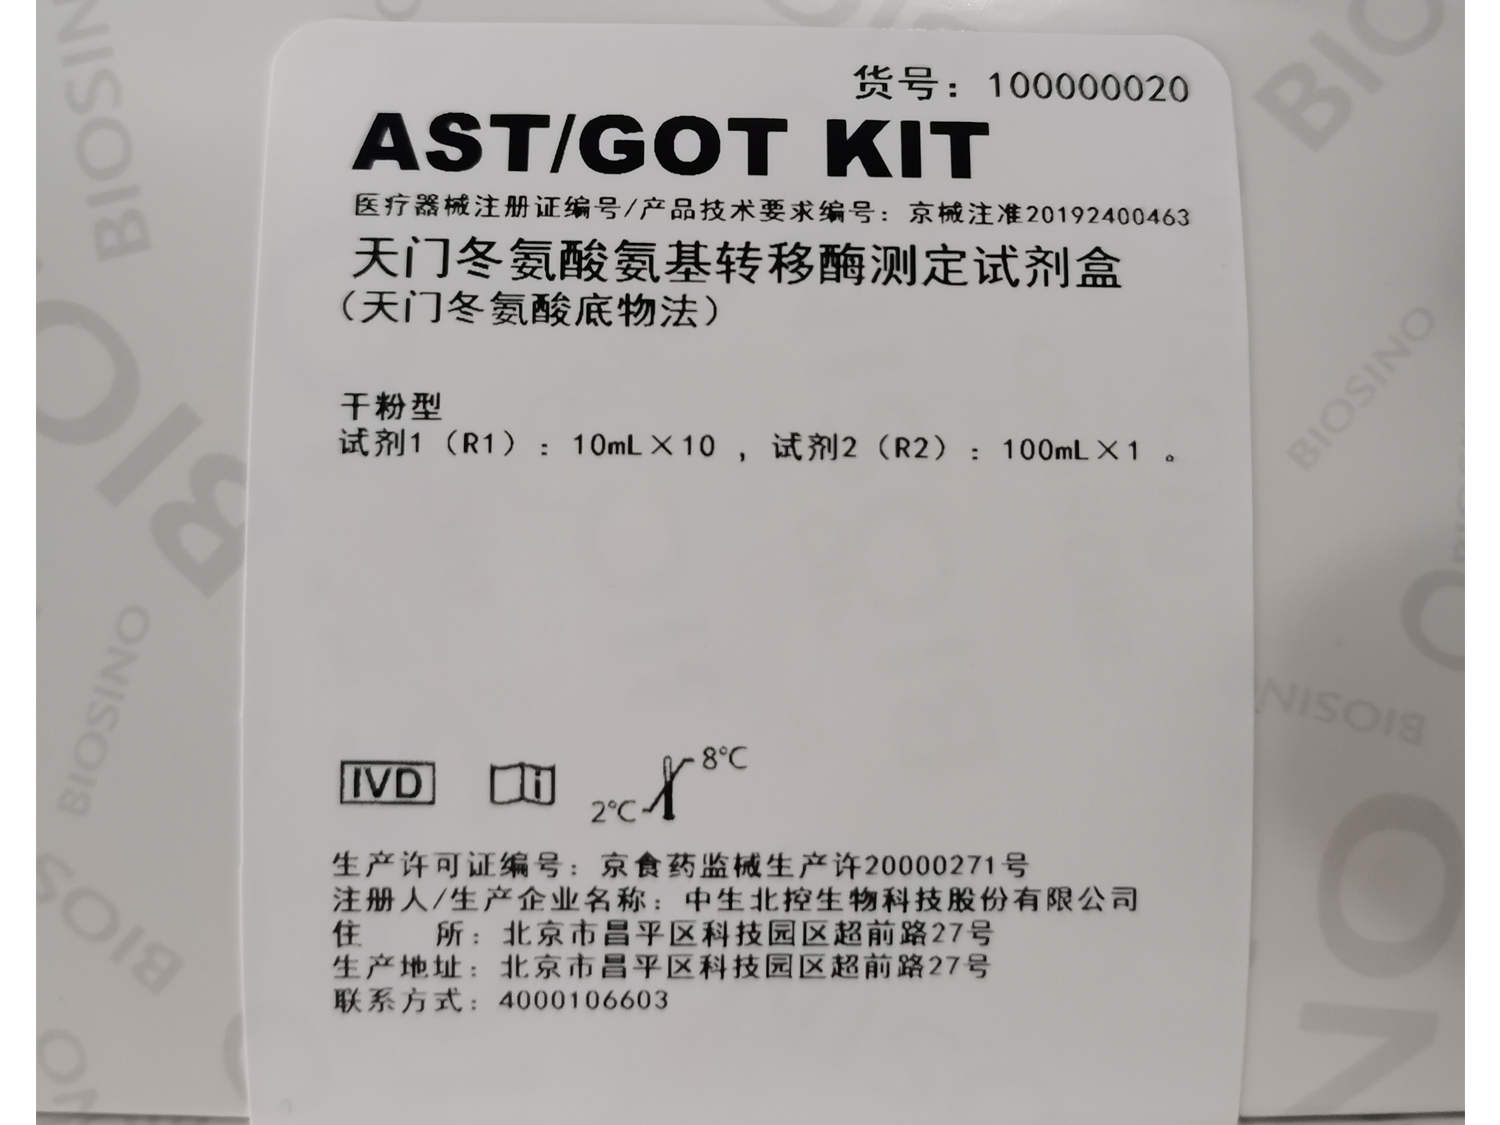 货号：100000020
AST/GOT KIT
医疗器械注册证编号/产品技术要求编号：京械注准20192400463
天门冬氨酸氨基转移酶测定试剂盒
（天门冬氨酸底物法）
干粉型
试剂1（R1）：10mL×10，试剂2（R2）：100mL×1。
IVD
i
8℃
2℃
生产许可证编号：京食药监械生产许20000271号
注册人/生产企业名称：中生北控生物科技股份有限公司
住 所：北京市昌平区科技园区超前路27号
生产地址：北京市昌平区科技园区超前路27号
联系方式：4000106603
BIOSINO
BIOSINO
BIOSINO
BIOSINO
BIOSINO